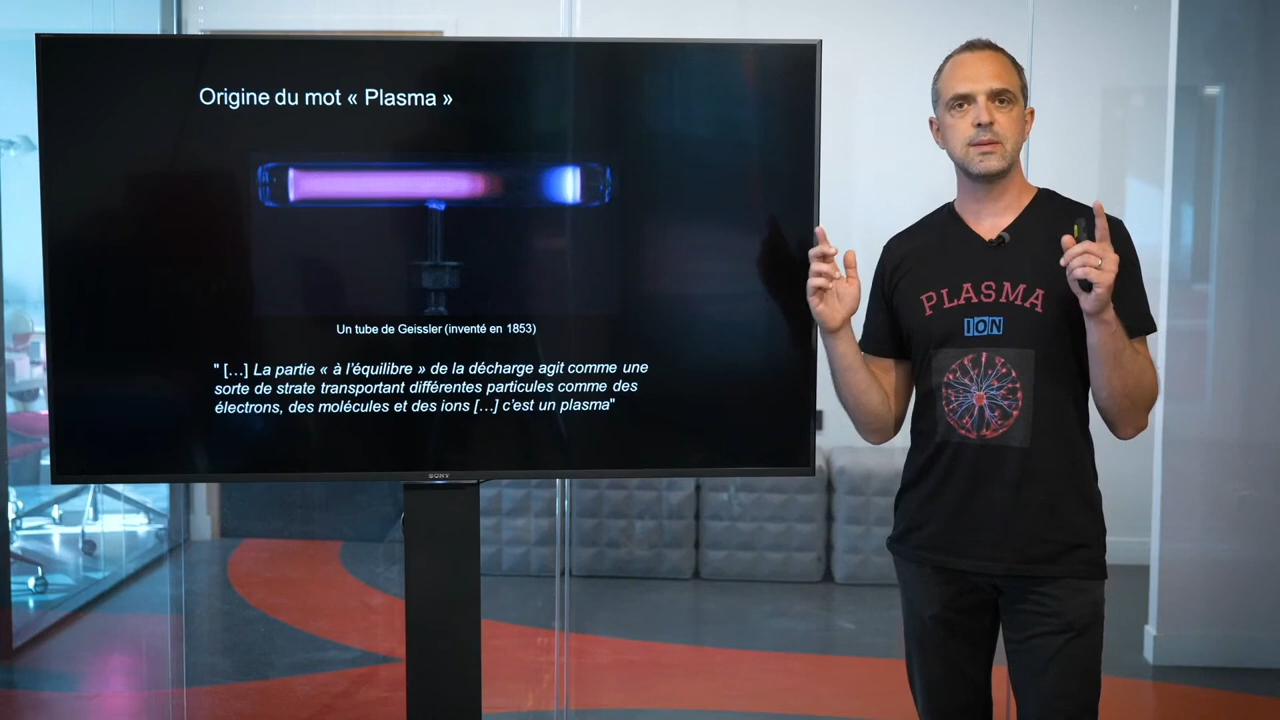 Origine du mot « Plasma »
Un tube de Geissler (inventé en 1853)
" [...] La partie « à l'équilibre » de la décharge agit comme une
sorte de strate transportant différentes particules comme des
électrons, des molécules et des ions [...] c'est un plasma"
SONY
PLASMA
ION